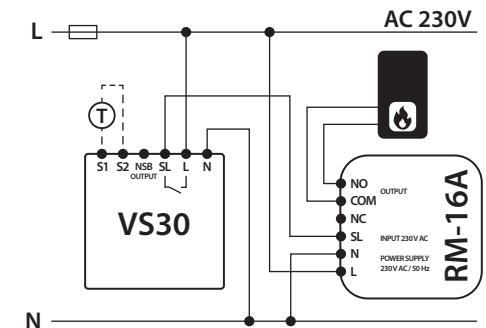 L
AC 230V
T
S1 S2 NSB OUTPUT SL L N
VS30
NO
COM
NC
SL
N
L
OUTPUT
INPUT 230V AC
POWER SUPPLY
230V AC / 50 Hz
RM-16A
N